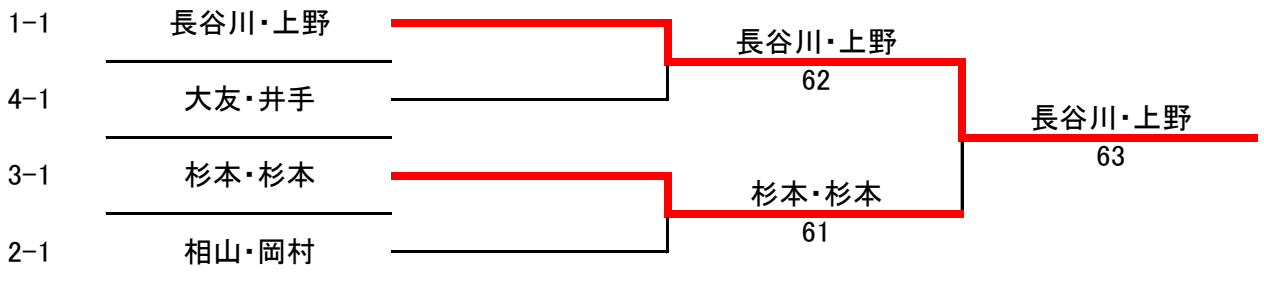 1-1 長谷川・上野
長谷川・上野
62
4-1 大友・井手
長谷川・上野
63
3-1 杉本・杉本
杉本・杉本
61
2-1 相山・岡村